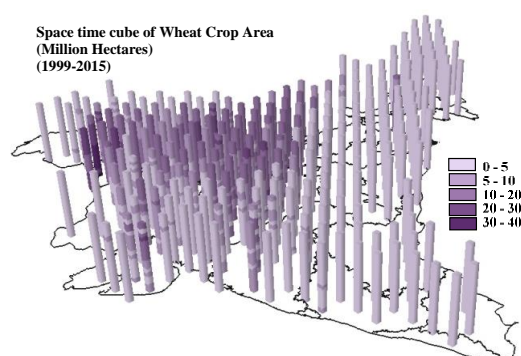 Space time cube of Wheat Crop Area
(Million Hectares)
(1999-2015)
0 - 5
5 - 10
10 - 20
20 - 30
30 - 40